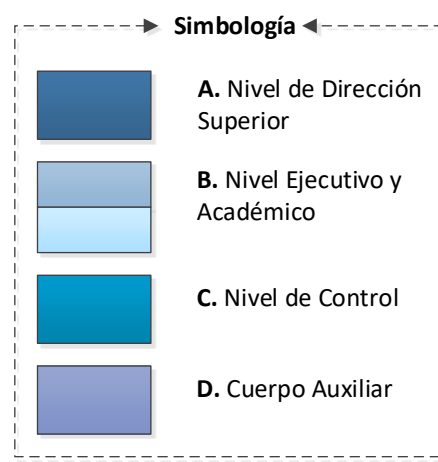 Simbología
A. Nivel de Dirección
Superior
B. Nivel Ejecutivo y
Académico
C. Nivel de Control
D. Cuerpo Auxiliar